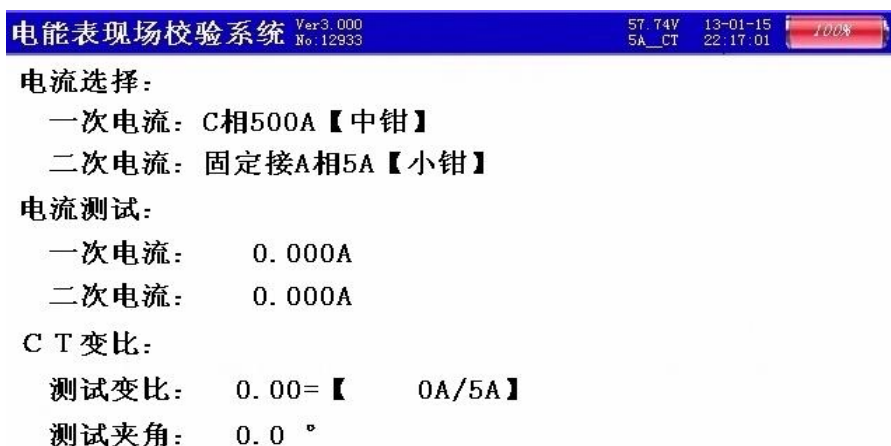 电能表现场校验系统 Ver3.000 No:12933 57.74V 5A__CT 13-01-15 22:17:01 100%
电流选择:
一次电流: C相500A【中钳】
二次电流: 固定接A相5A【小钳】
电流测试:
一次电流: 0.000A
二次电流: 0.000A
CT变比:
测试变比: 0.00=【 0A/5A】
测试夹角: 0.0 °